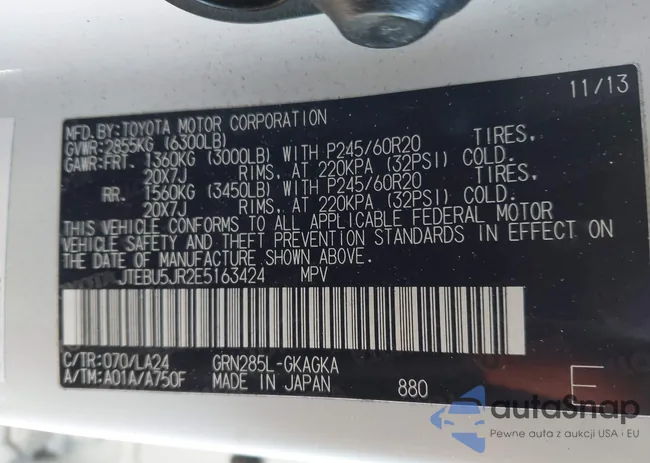 11/13
MFD.BY:TOYOTA MOTOR CORPORATION
GVWR:2855KG (6300LB)
GAWR:FRT. 1360KG (3000LB) WITH P245/60R20 TIRES,
20X7J RIMS, AT 220KPA (32PSI) COLD.
RR. 1560KG (3450LB) WITH P245/60R20 TIRES,
20X7J RIMS, AT 220KPA (32PSI) COLD.
THIS VEHICLE CONFORMS TO ALL APPLICABLE FEDERAL MOTOR
VEHICLE SAFETY AND THEFT PREVENTION STANDARDS IN EFFECT ON
THE DATE OF MANUFACTURE SHOWN ABOVE.
JTEBU5JR2E5163424 MPV
C/TR:070/LA24 GRN285L-GKAGKA
A/TM:A01A/A750F MADE IN JAPAN 880 E
autoSnap
Pewne auta z aukcji USA i EU